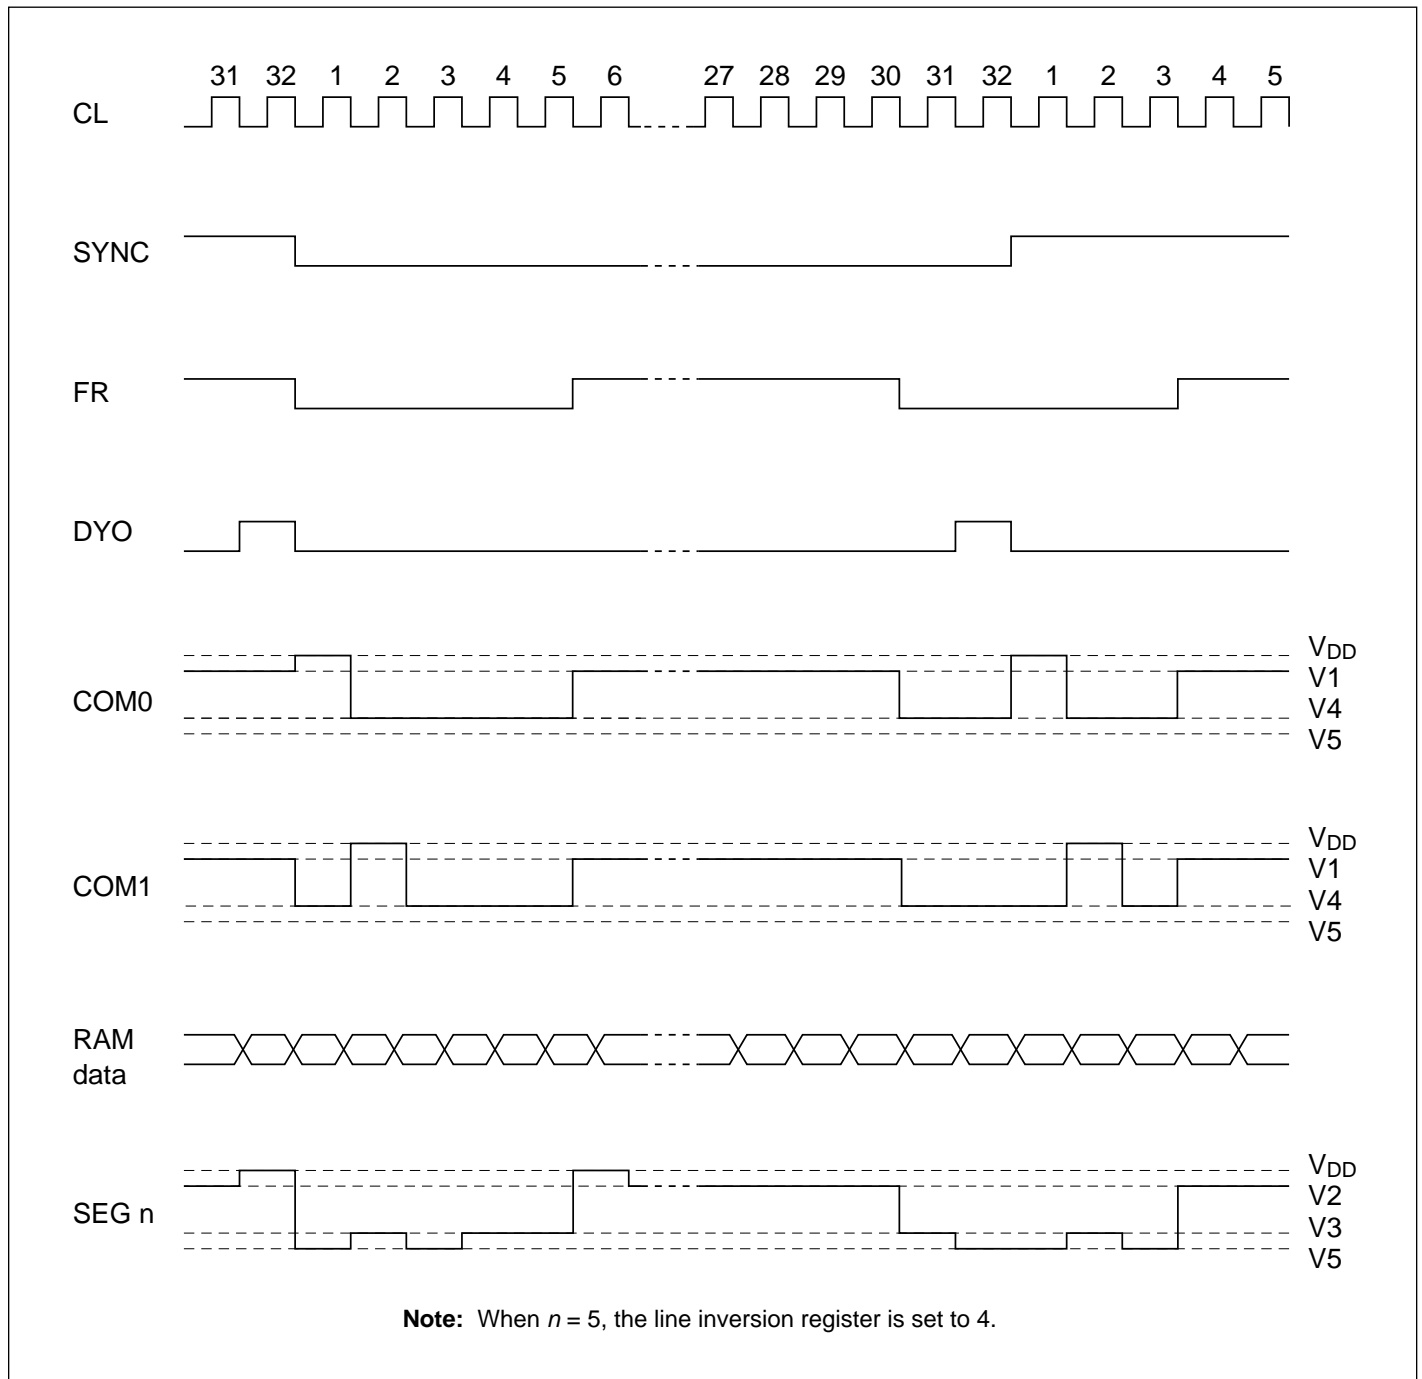 31 32 1 2 3 4 5 6 27 28 29 30 31 32 1 2 3 4 5
CL
SYNC
FR
DYO
COM0
VDD
V1
V4
V5
COM1
VDD
V1
V4
V5
RAM
data
SEG n
VDD
V2
V3
V5
Note: When n = 5, the line inversion register is set to 4.